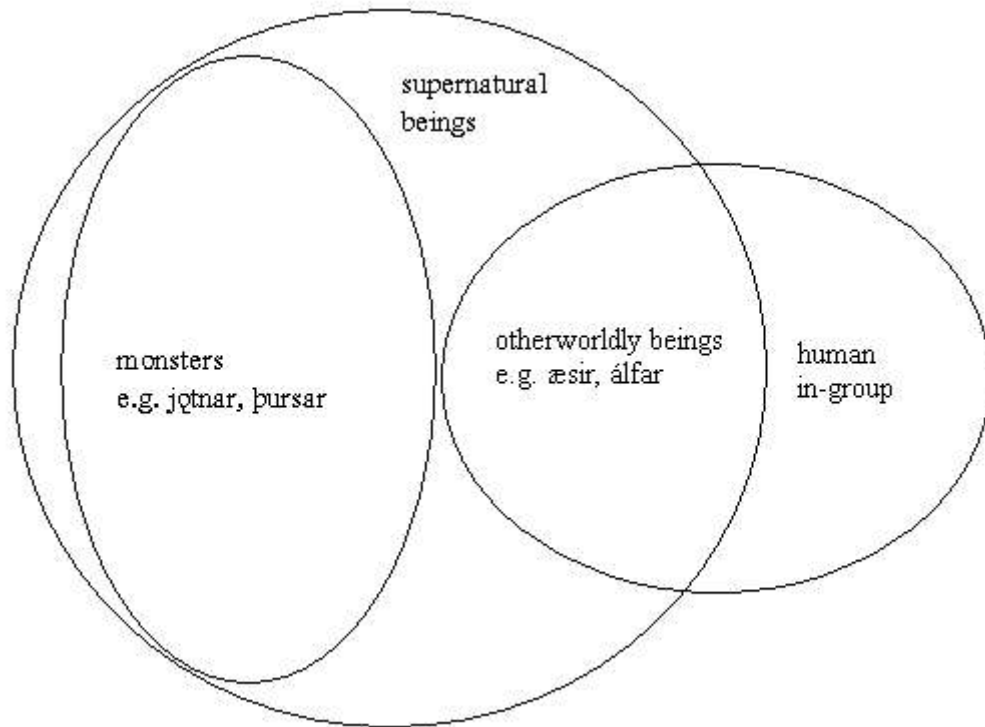 supernatural
beings
monsters
e.g. jǫtnar, þursar
otherworldly beings
e.g. æsir, álfar
human
in-group